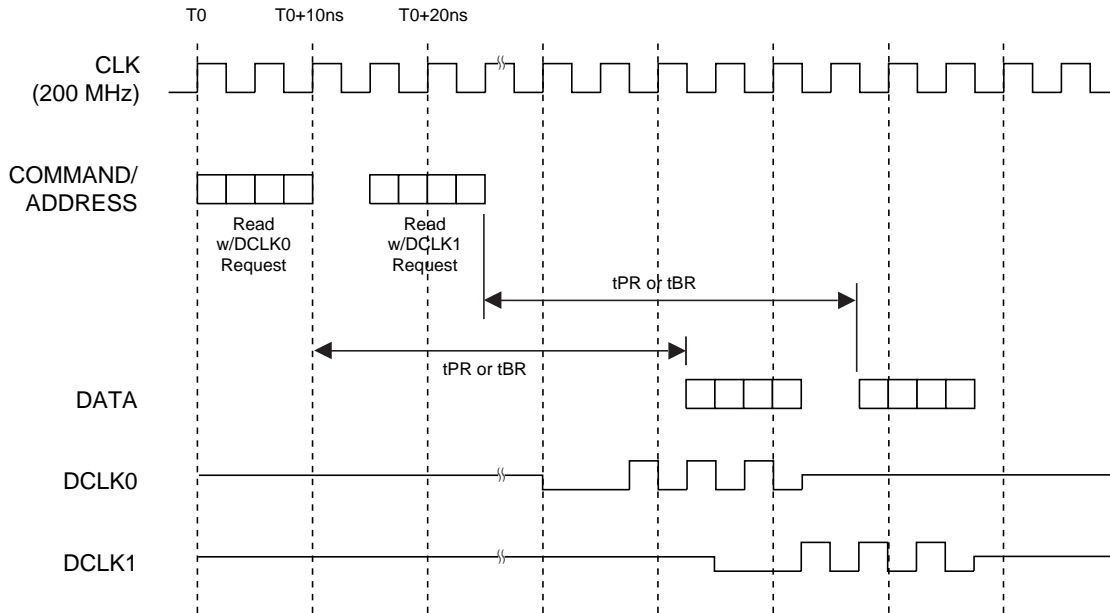 T0 T0+10ns T0+20ns
CLK
(200 MHz)
COMMAND/
ADDRESS
Read
w/DCLK0
Request
Read
w/DCLK1
Request
tPR or tBR
tPR or tBR
DATA
DCLK0
DCLK1